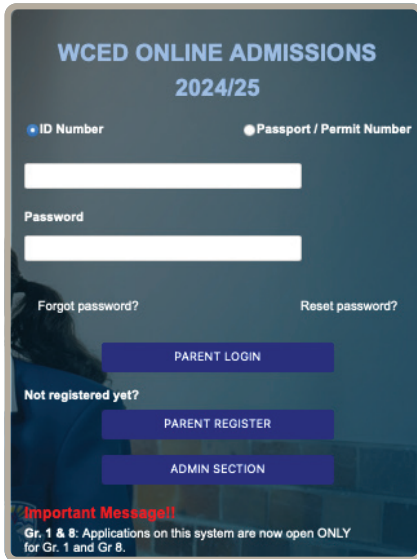 WCED ONLINE ADMISSIONS
2024/25
ID Number
Passport / Permit Number
Password
Forgot password?
Reset password?
PARENT LOGIN
Not registered yet?
PARENT REGISTER
ADMIN SECTION
Important Message!!
Gr. 1 & 8: Applications on this system are now open ONLY
for Gr. 1 and Gr 8.